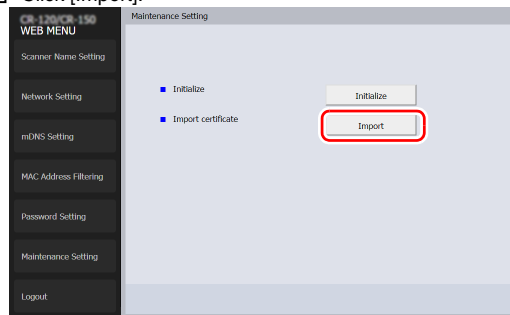 Click [Import].
CR-120/CR-150
WEB MENU
Maintenance Setting
Scanner Name Setting
Network Setting
mDNS Setting
MAC Address Filtering
Password Setting
Maintenance Setting
Logout
Initialize
Initialize
Import certificate
Import